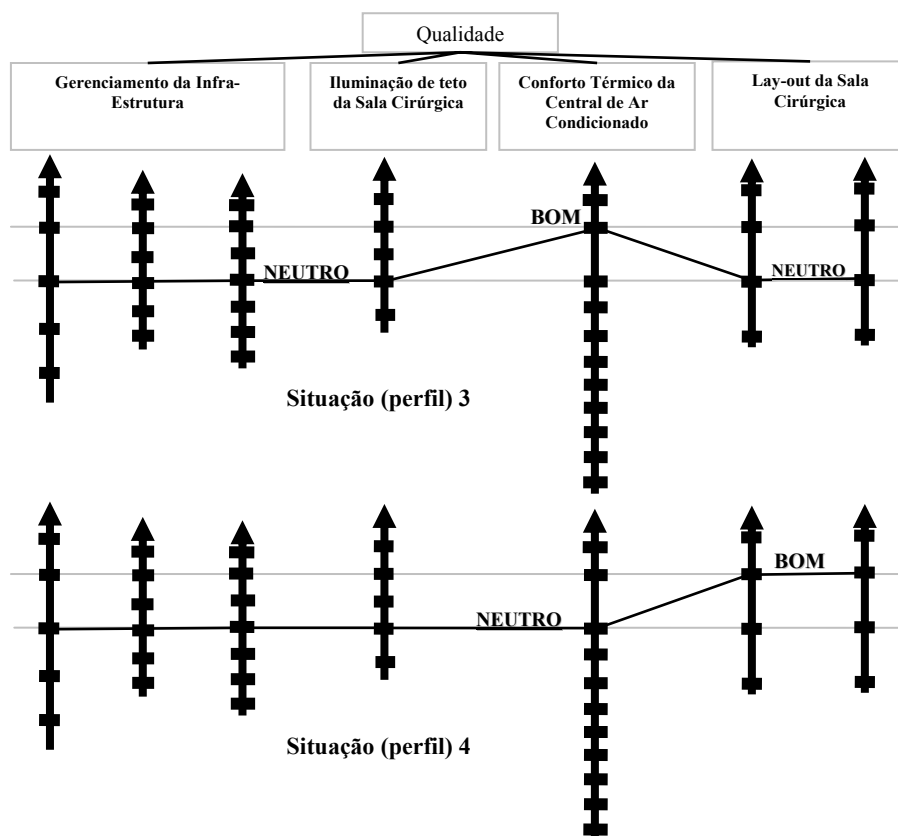 Qualidade
Gerenciamento da Infra-
Estrutura
Iluminação de teto
da Sala Cirúrgica
Conforto Térmico da
Central de Ar
Condicionado
Lay-out da Sala
Cirúrgica
BOM
NEUTRO
NEUTRO
Situação (perfil) 3
BOM
NEUTRO
Situação (perfil) 4